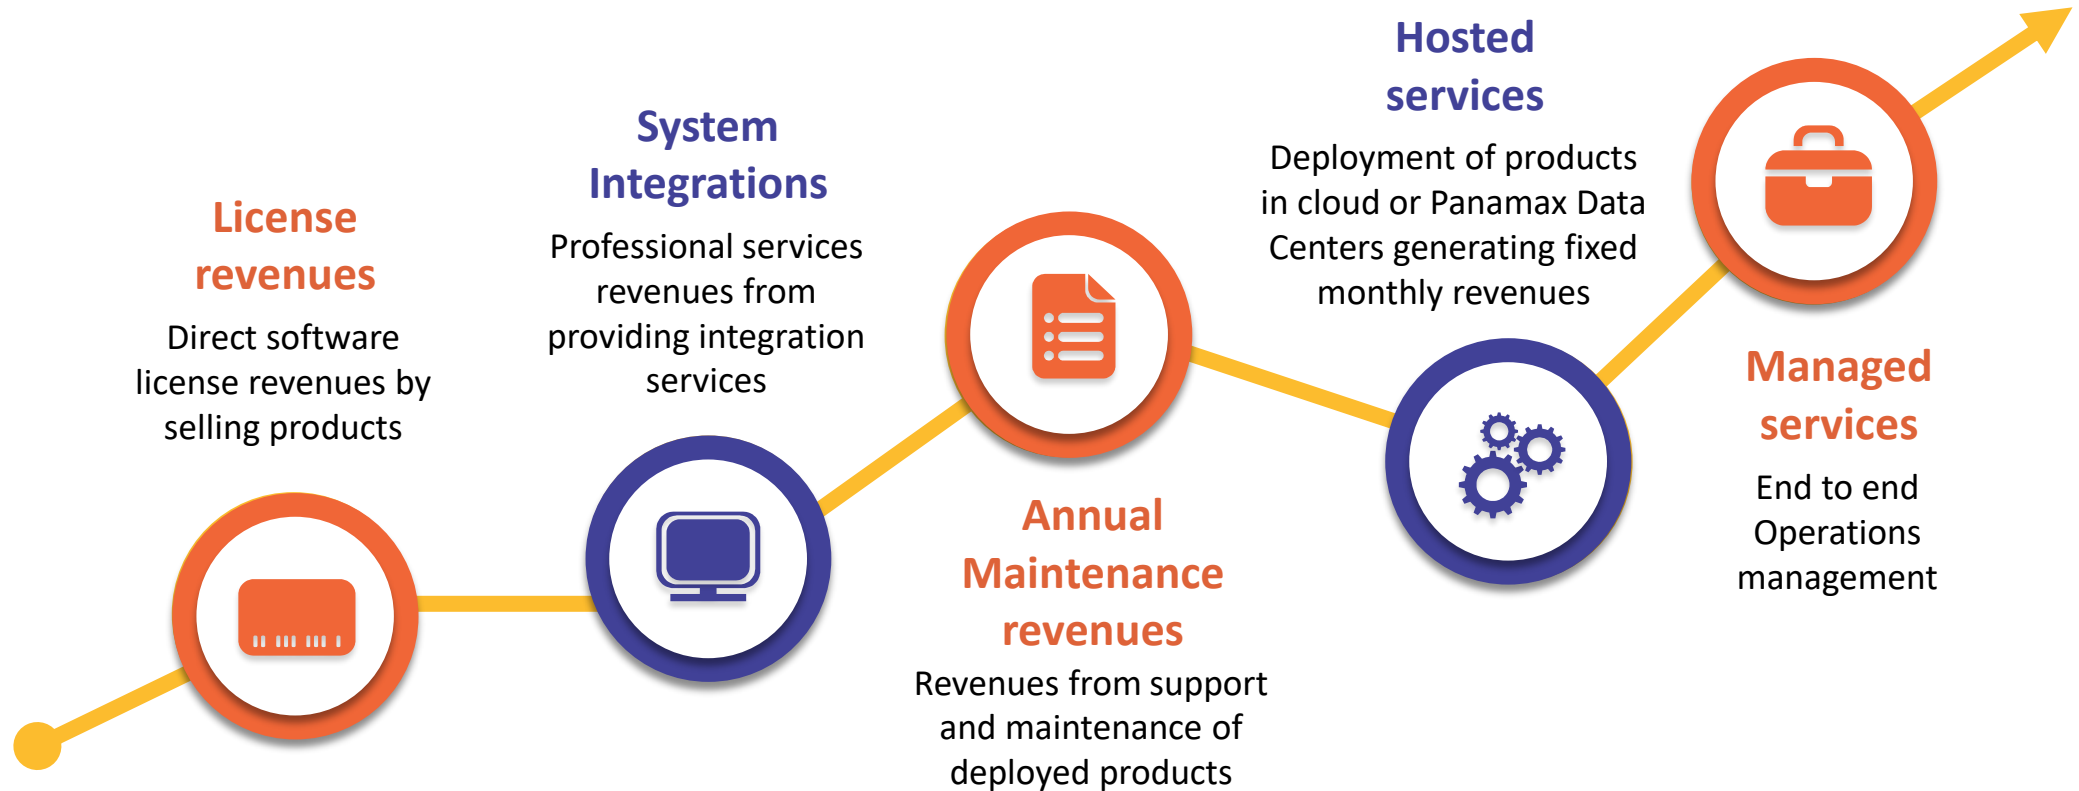 License
revenues
Direct software
license revenues by
selling products
System
Integrations
Professional services
revenues from
providing integration
services
Annual
Maintenance
revenues
Revenues from support
and maintenance of
deployed products
Hosted
services
Deployment of products
in cloud or Panamax Data
Centers generating fixed
monthly revenues
Managed
services
End to end
Operations
management